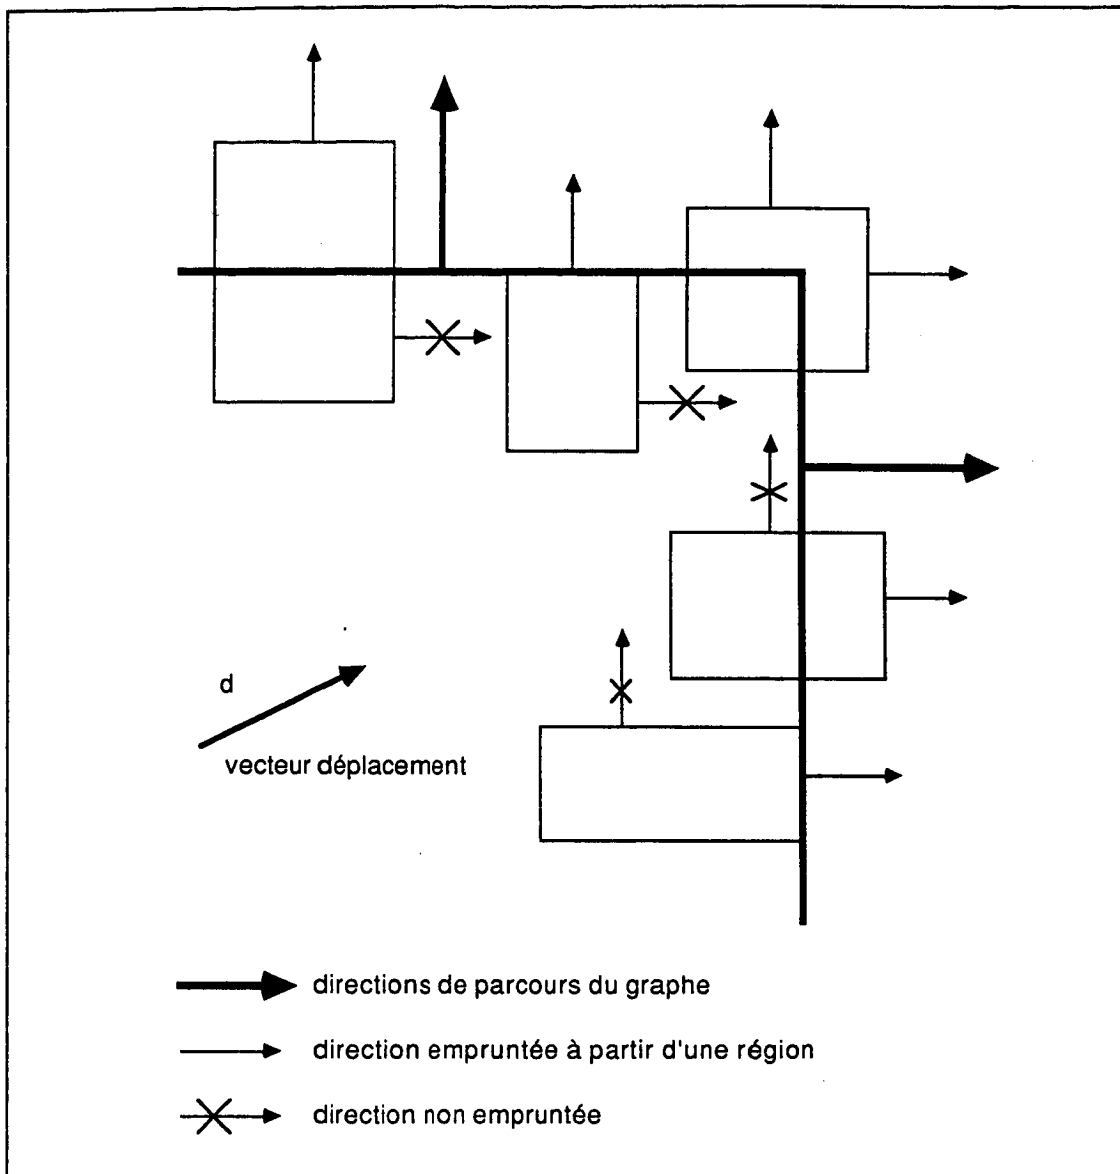 d
vecteur déplacement
directions de parcours du graphe
direction empruntée à partir d'une région
direction non empruntée